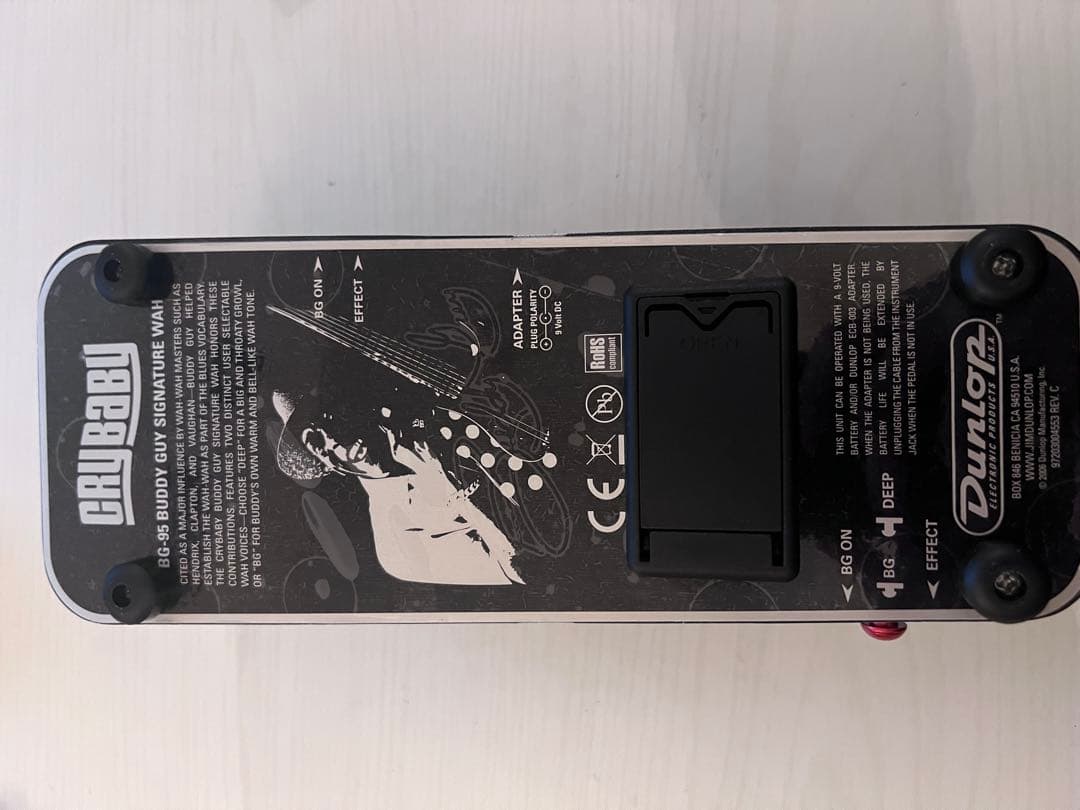 CRYBABY
BG-95 BUDDY GUY SIGNATURE WAH
CITED AS A MAJOR INFLUENCE BY WAH-WAH MASTERS SUCH AS
HENDRIX, CLAPTON, AND VAUGHAN—BUDDY GUY HELPED
ESTABLISH THE WAH-WAH AS PART OF THE BLUES VOCABULARY.
THE CRYBABY BUDDY GUY SIGNATURE WAH HONORS THESE
CONTRIBUTIONS. FEATURES TWO DISTINCT USER SELECTABLE
WAH VOICES—CHOOSE "DEEP" FOR A BIG AND THROATY GROWL,
OR "BG" FOR BUDDY'S OWN WARM AND BELL-LIKE WAH TONE.
BG ON
EFFECT
ADAPTER
PLUG POLARITY
9 Volt DC
CE
Pb
RoHS
compliant
OPEN
THIS UNIT CAN BE OPERATED WITH A 9-VOLT
BATTERY AND/OR DUNLOP ECB-003 ADAPTER.
WHEN THE ADAPTER IS NOT BEING USED, THE
BATTERY LIFE WILL BE EXTENDED BY
UNPLUGGING THE CABLE FROM THE INSTRUMENT
JACK WHEN THE PEDAL IS NOT IN USE.
BG ON
BG DEEP
EFFECT
Dunlop
ELECTRONIC PRODUCTS U.S.A.
TM
BOX 846 BENICIA CA 94510 U.S.A.
WWW.JIMDUNLOP.COM
© 2006 Dunlop Manufacturing, Inc.
97203004553 REV. C